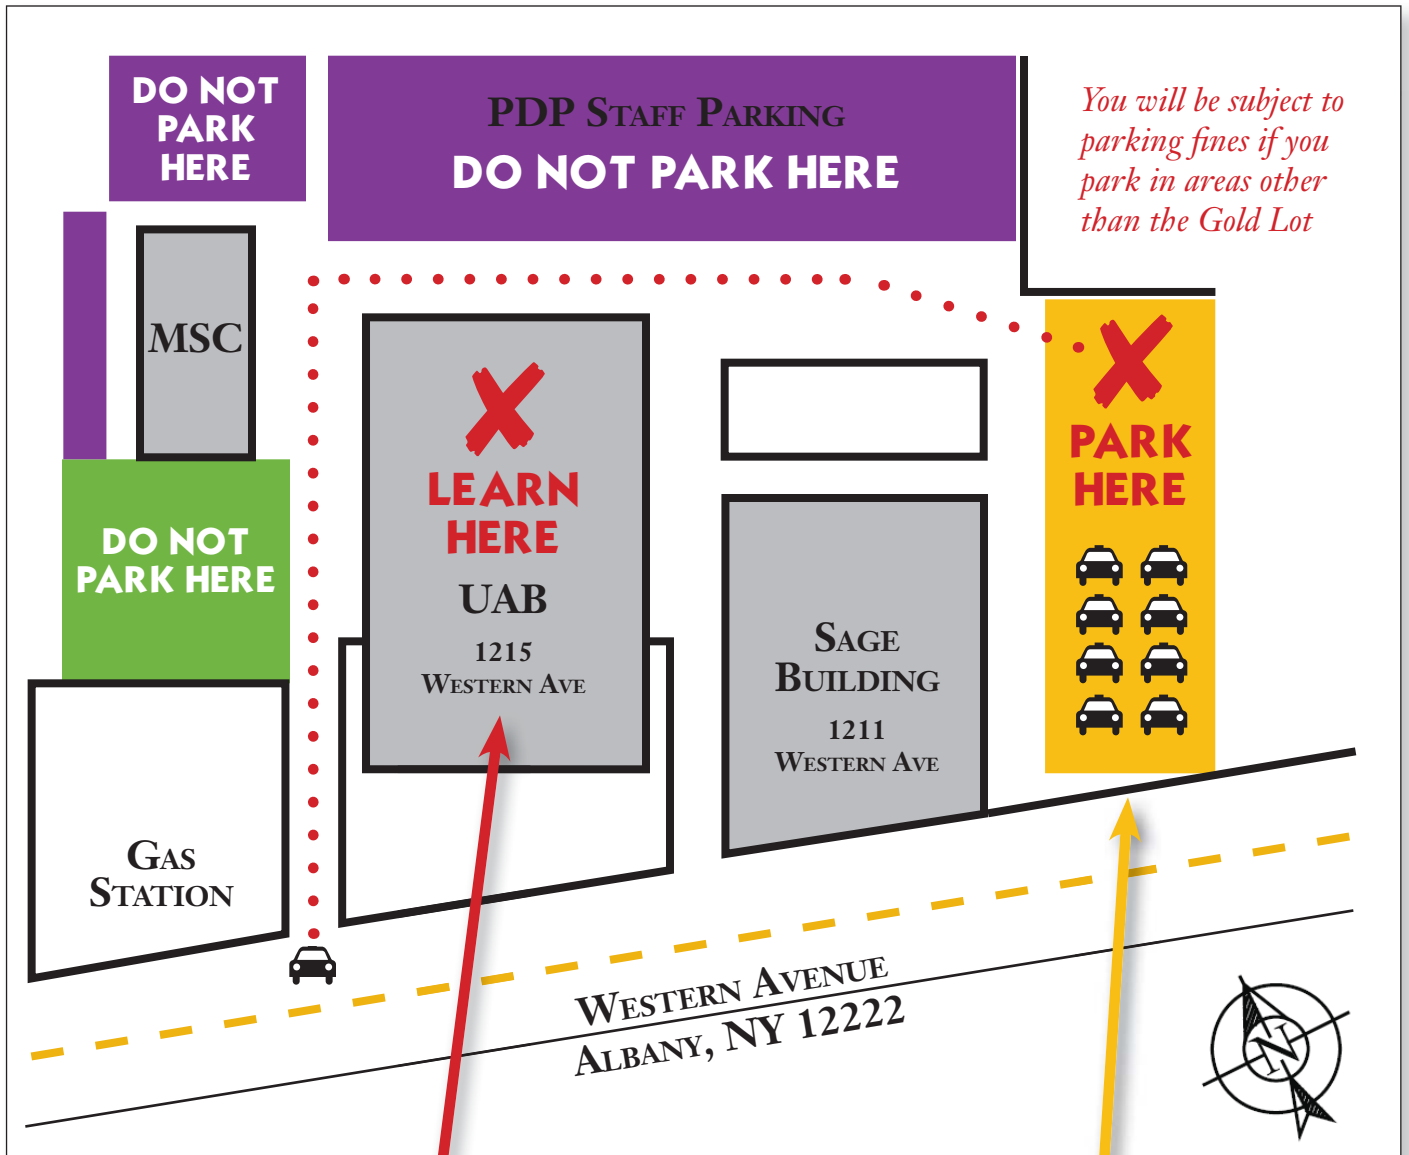 DO NOT
PARK
HERE
PDP Staff Parking
DO NOT PARK HERE
You will be subject to
parking fines if you
park in areas other
than the Gold Lot
MSC
LEARN
HERE
UAB
1215
Western Ave
PARK
HERE
DO NOT
PARK HERE
Sage
Building
1211
Western Ave
Gas
Station
Western Avenue
Albany, NY 12222
N